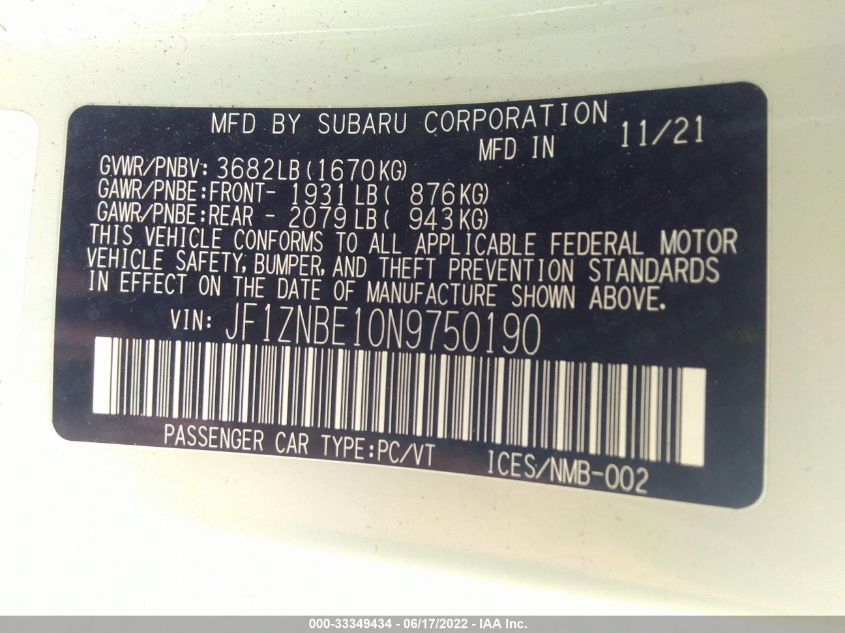 MFD BY SUBARU CORPORATION
MFD IN 11/21
GVWR/PNBV: 3682LB(1670KG)
GAWR/PNBE:FRONT- 1931LB( 876KG)
GAWR/PNBE:REAR - 2079LB( 943KG)
THIS VEHICLE CONFORMS TO ALL APPLICABLE FEDERAL MOTOR
VEHICLE SAFETY, BUMPER, AND THEFT PREVENTION STANDARDS
IN EFFECT ON THE DATE OF MANUFACTURE SHOWN ABOVE.
VIN: JF1ZNBE10N9750190
PASSENGER CAR TYPE:PC/VT ICES/NMB-002
000-33349434 - 06/17/2022 - IAA Inc.